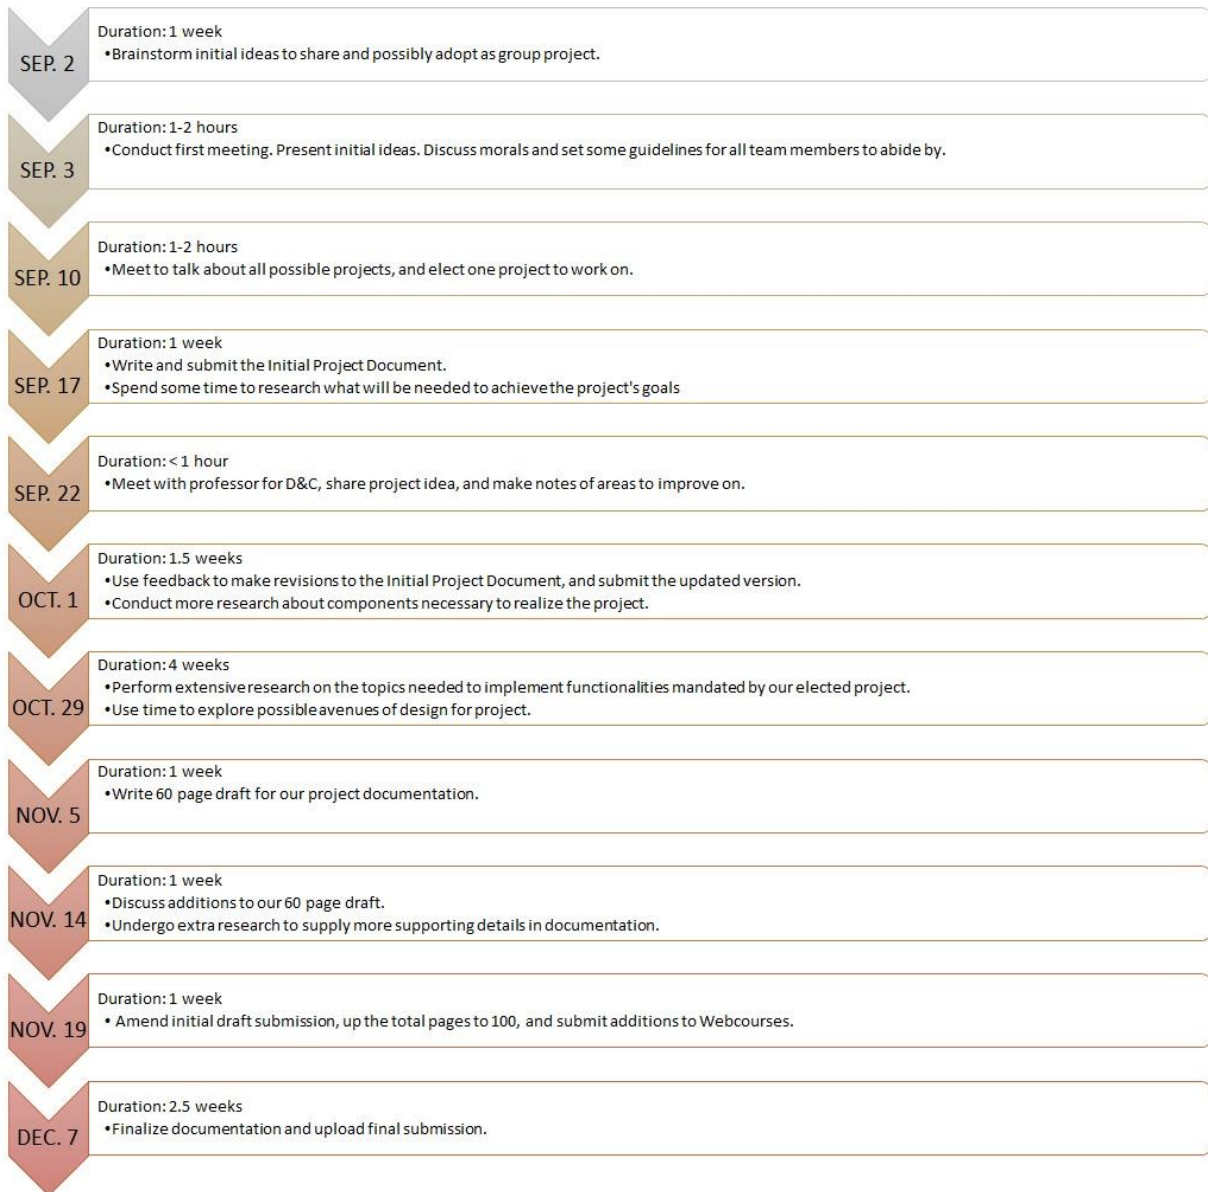 SEP. 2
Duration: 1 week
•Brainstorm initial ideas to share and possibly adopt as group project.
SEP. 3
Duration: 1-2 hours
•Conduct first meeting. Present initial ideas. Discuss morals and set some guidelines for all team members to abide by.
SEP. 10
Duration: 1-2 hours
•Meet to talk about all possible projects, and elect one project to work on.
SEP. 17
Duration: 1 week
•Write and submit the Initial Project Document.
•Spend some time to research what will be needed to achieve the project's goals
SEP. 22
Duration: < 1 hour
•Meet with professor for D&C, share project idea, and make notes of areas to improve on.
OCT. 1
Duration: 1.5 weeks
•Use feedback to make revisions to the Initial Project Document, and submit the updated version.
•Conduct more research about components necessary to realize the project.
OCT. 29
Duration: 4 weeks
•Perform extensive research on the topics needed to implement functionalities mandated by our elected project.
•Use time to explore possible avenues of design for project.
NOV. 5
Duration: 1 week
•Write 60 page draft for our project documentation.
NOV. 14
Duration: 1 week
•Discuss additions to our 60 page draft.
•Undergo extra research to supply more supporting details in documentation.
NOV. 19
Duration: 1 week
• Amend initial draft submission, up the total pages to 100, and submit additions to Webcourses.
DEC. 7
Duration: 2.5 weeks
•Finalize documentation and upload final submission.